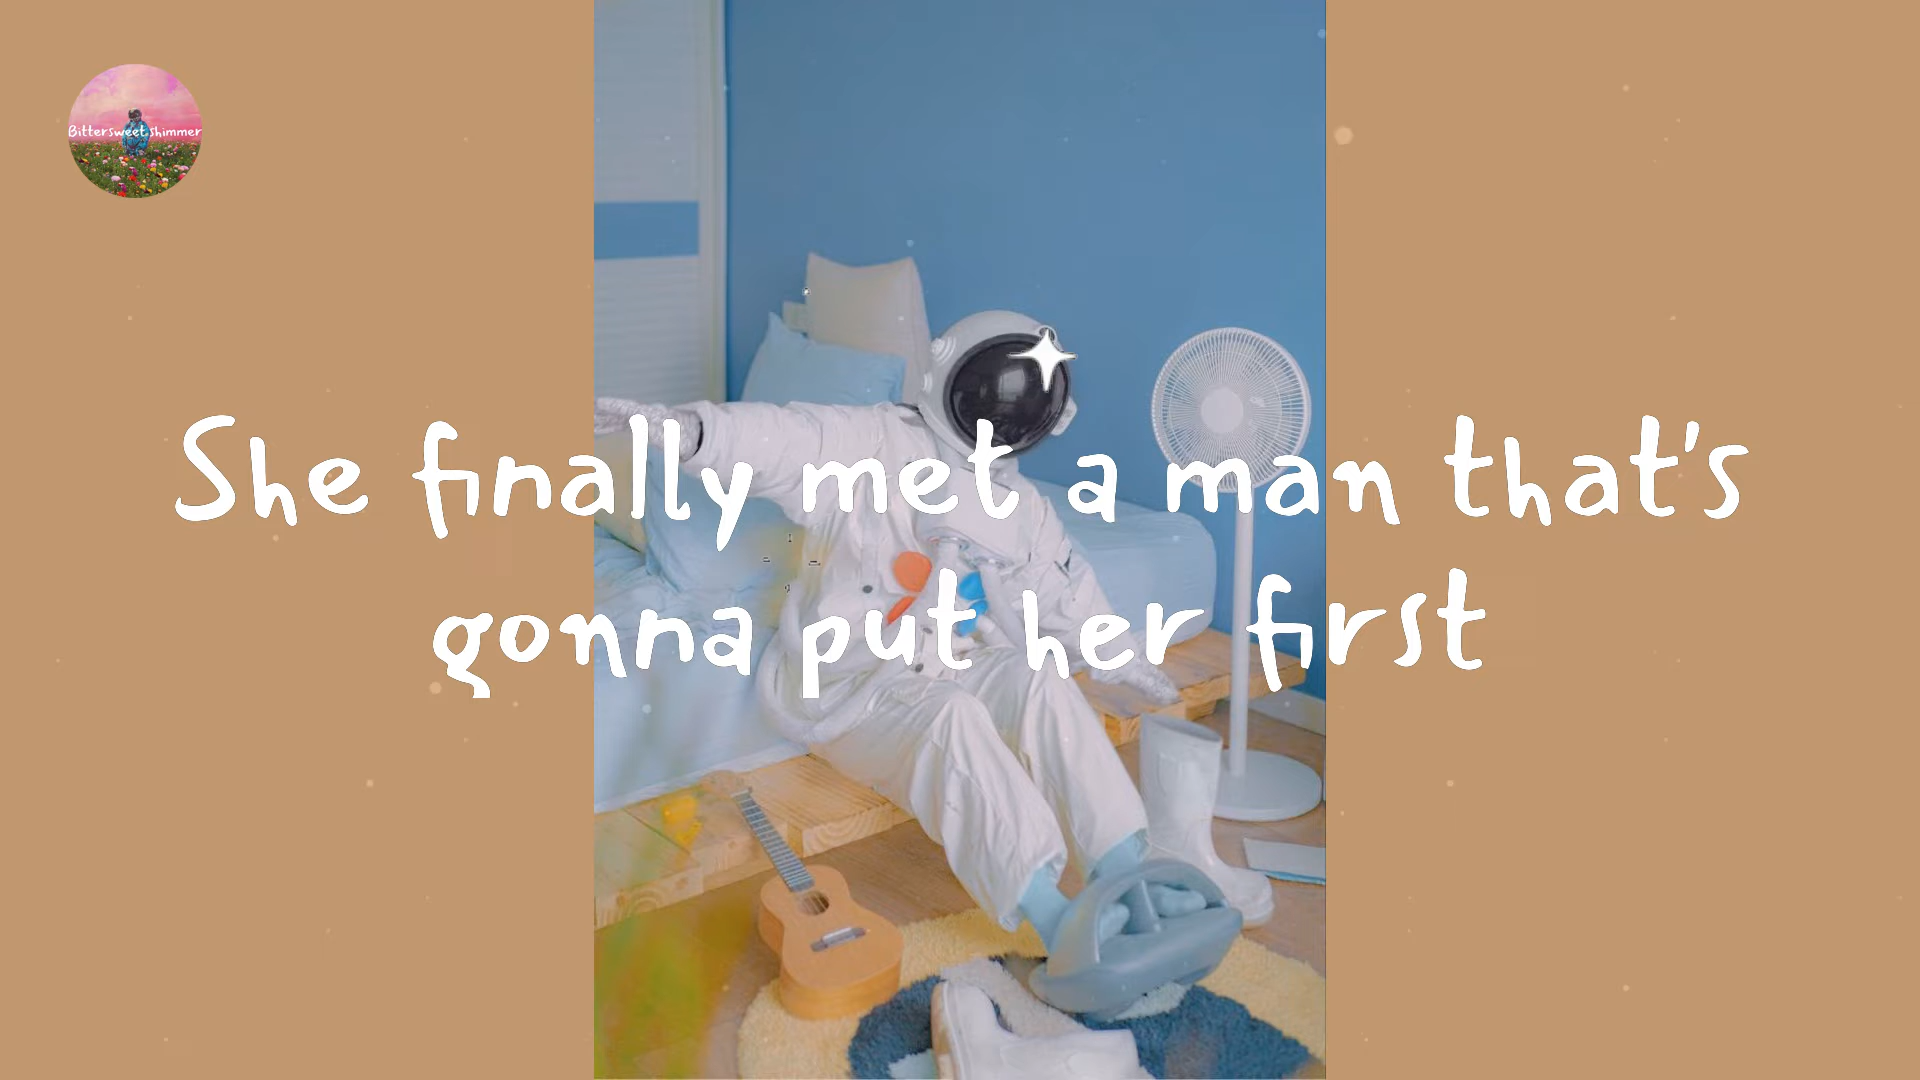 Bittersweet shimmer
She finally met a man that's
gonna put her first